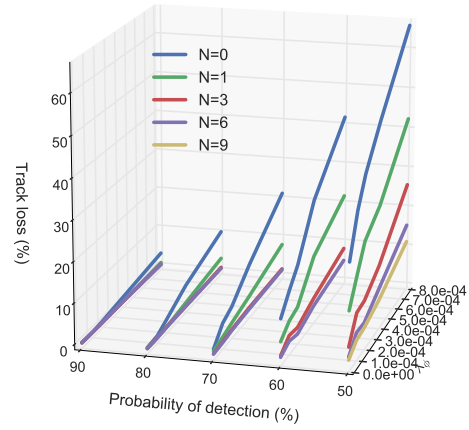 N=0
N=1
N=3
N=6
N=9
60
50
40
30
20
10
0
Track loss (%)
90
80
70
60
50
Probability of detection (%)
8.0e-04
7.0e-04
6.0e-04
5.0e-04
4.0e-04
3.0e-04
2.0e-04
1.0e-04
0.0e+00